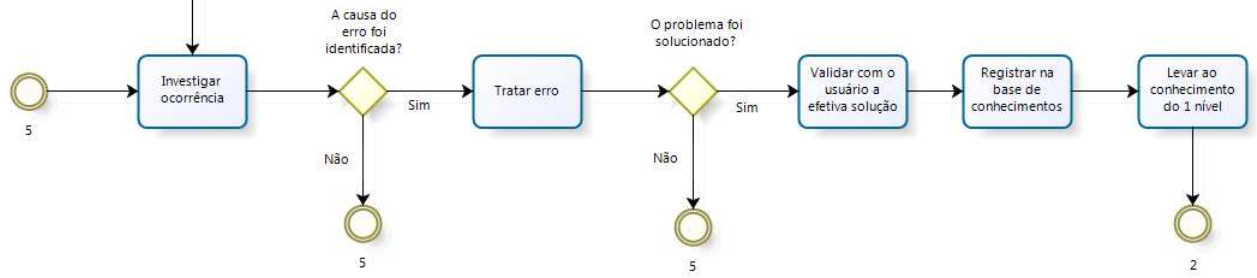 A causa do
erro foi
identificada?
O problema foi
solucionado?
5
Investigar
ocorrência
Sim
Não
5
Tratar erro
Sim
Não
5
Validar com o
usuário a
efetiva solução
Registrar na
base de
conhecimentos
Levar ao
conhecimento
do 1 nível
2